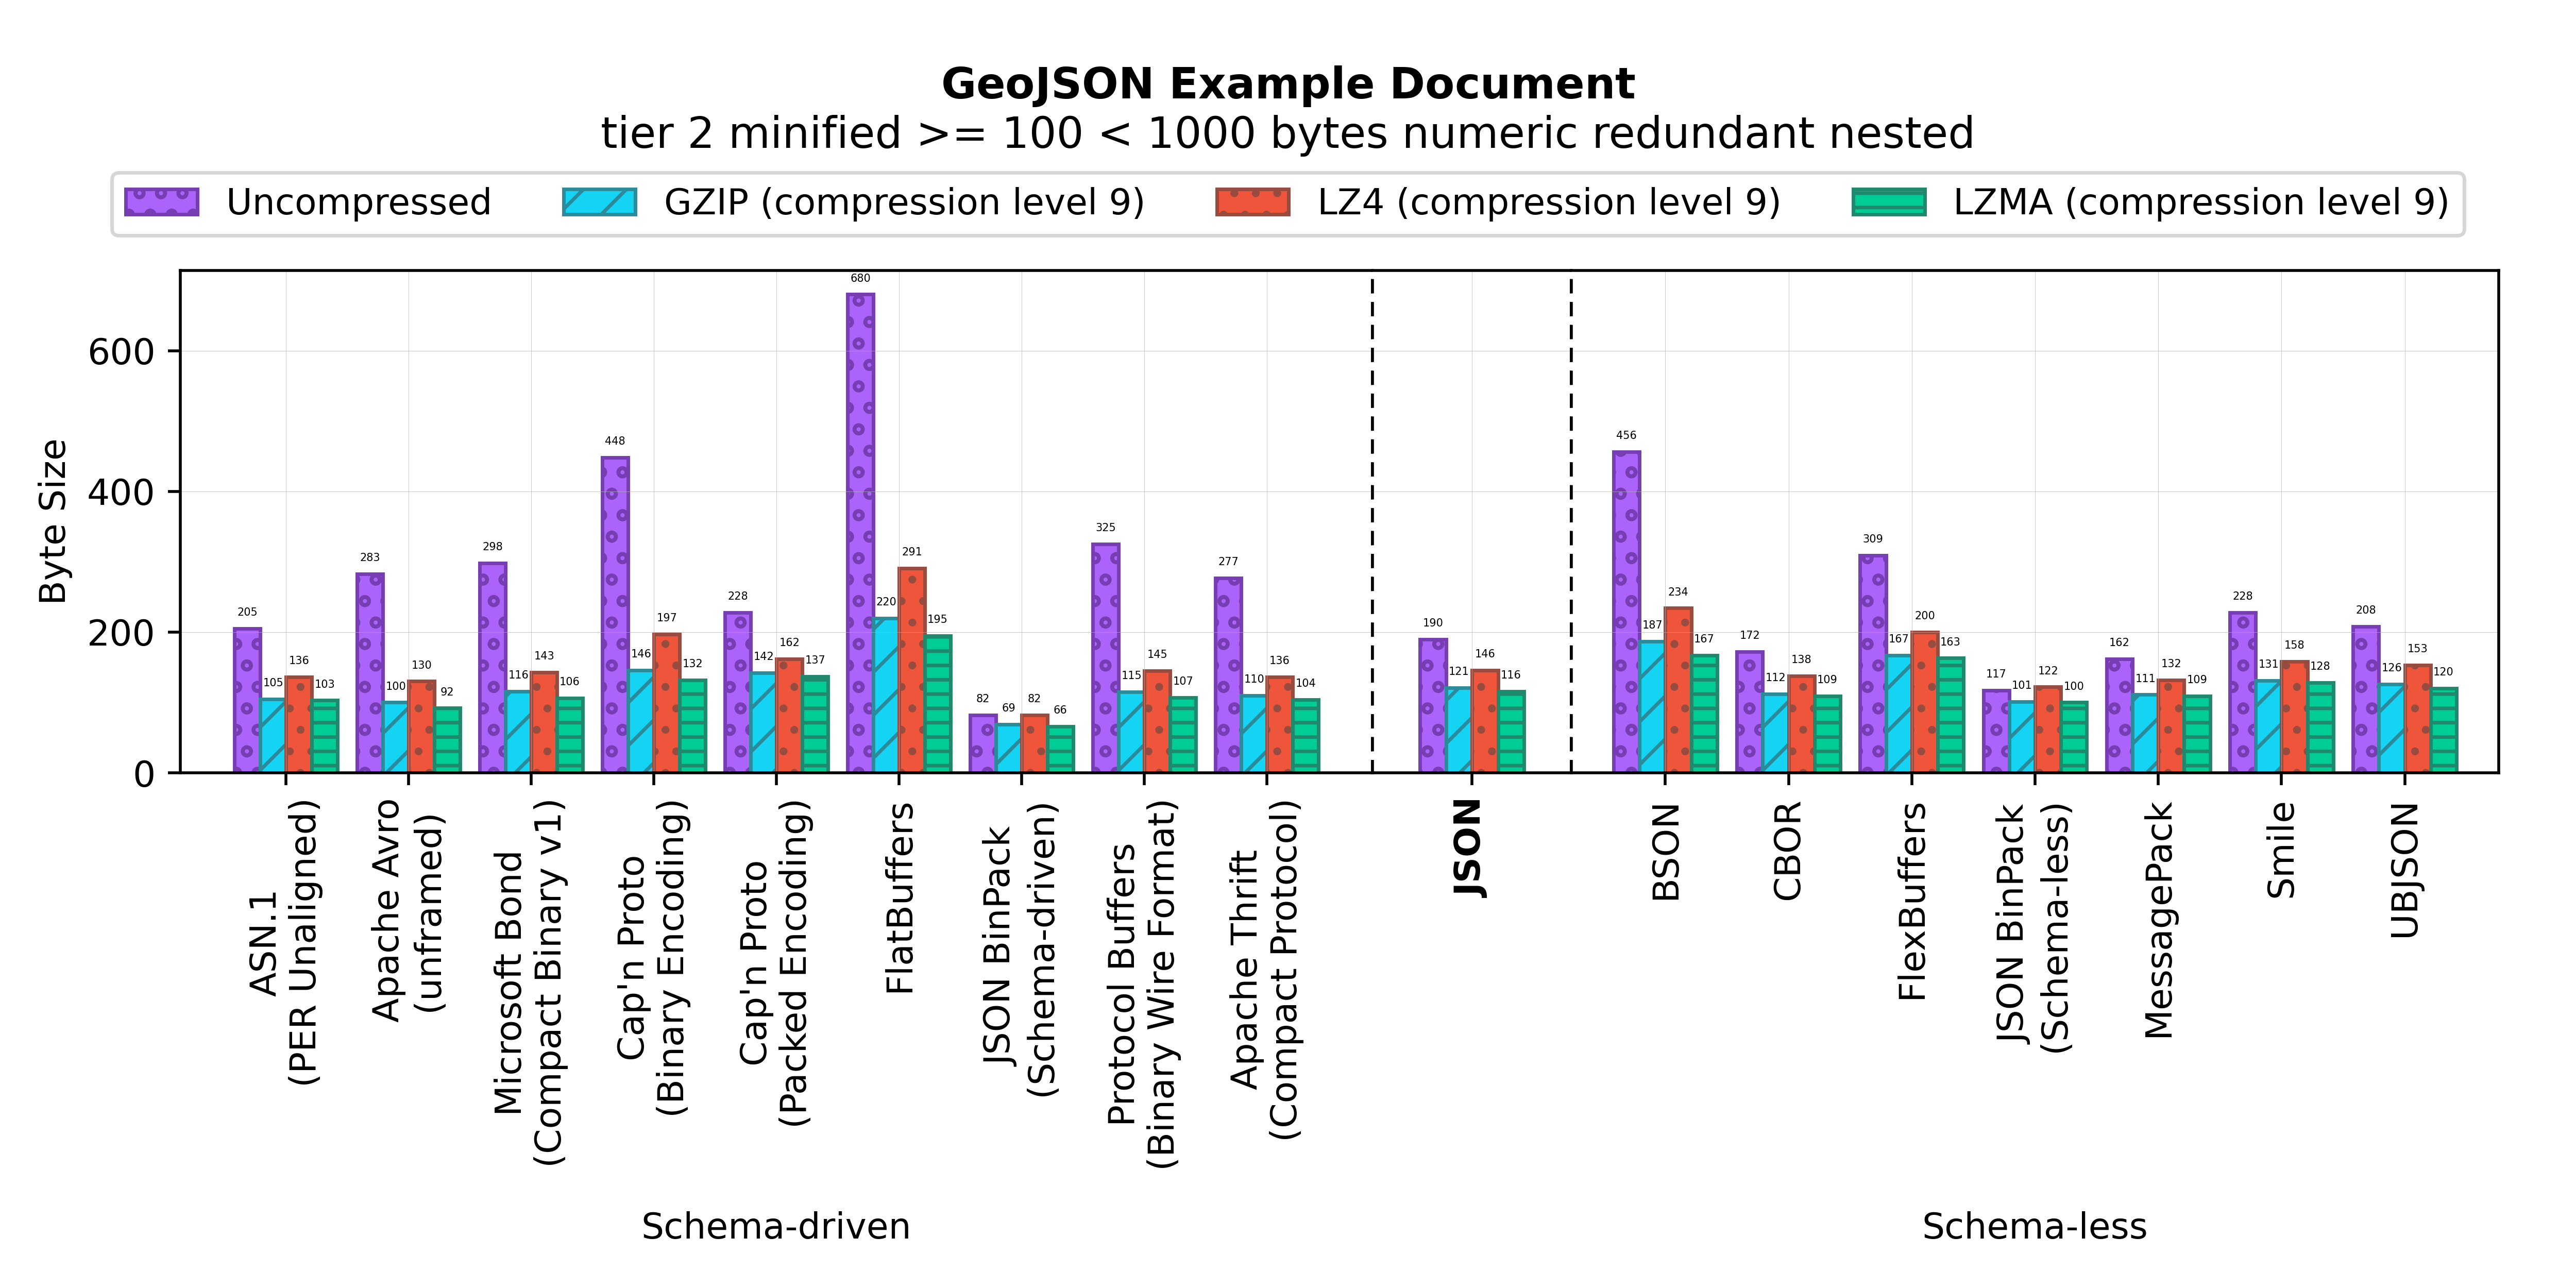 GeoJSON Example Document
tier 2 minified >= 100 < 1000 bytes numeric redundant nested
Uncompressed
GZIP (compression level 9)
LZ4 (compression level 9)
LZMA (compression level 9)
Byte Size
600
400
200
0
205
105
136
103
283
100
130
92
298
116
143
106
448
146
197
132
228
142
162
137
680
220
291
195
82
69
82
66
325
115
145
107
277
110
136
104
190
121
146
116
456
187
234
167
172
112
138
109
309
167
200
163
117
101
122
100
162
111
132
109
228
131
158
128
208
126
153
120
ASN.1
(PER Unaligned)
Apache Avro
(unframed)
Microsoft Bond
(Compact Binary v1)
Cap'n Proto
(Binary Encoding)
Cap'n Proto
(Packed Encoding)
FlatBuffers
JSON BinPack
(Schema-driven)
Protocol Buffers
(Binary Wire Format)
Apache Thrift
(Compact Protocol)
JSON
BSON
CBOR
FlexBuffers
JSON BinPack
(Schema-less)
MessagePack
Smile
UBJSON
Schema-driven
Schema-less